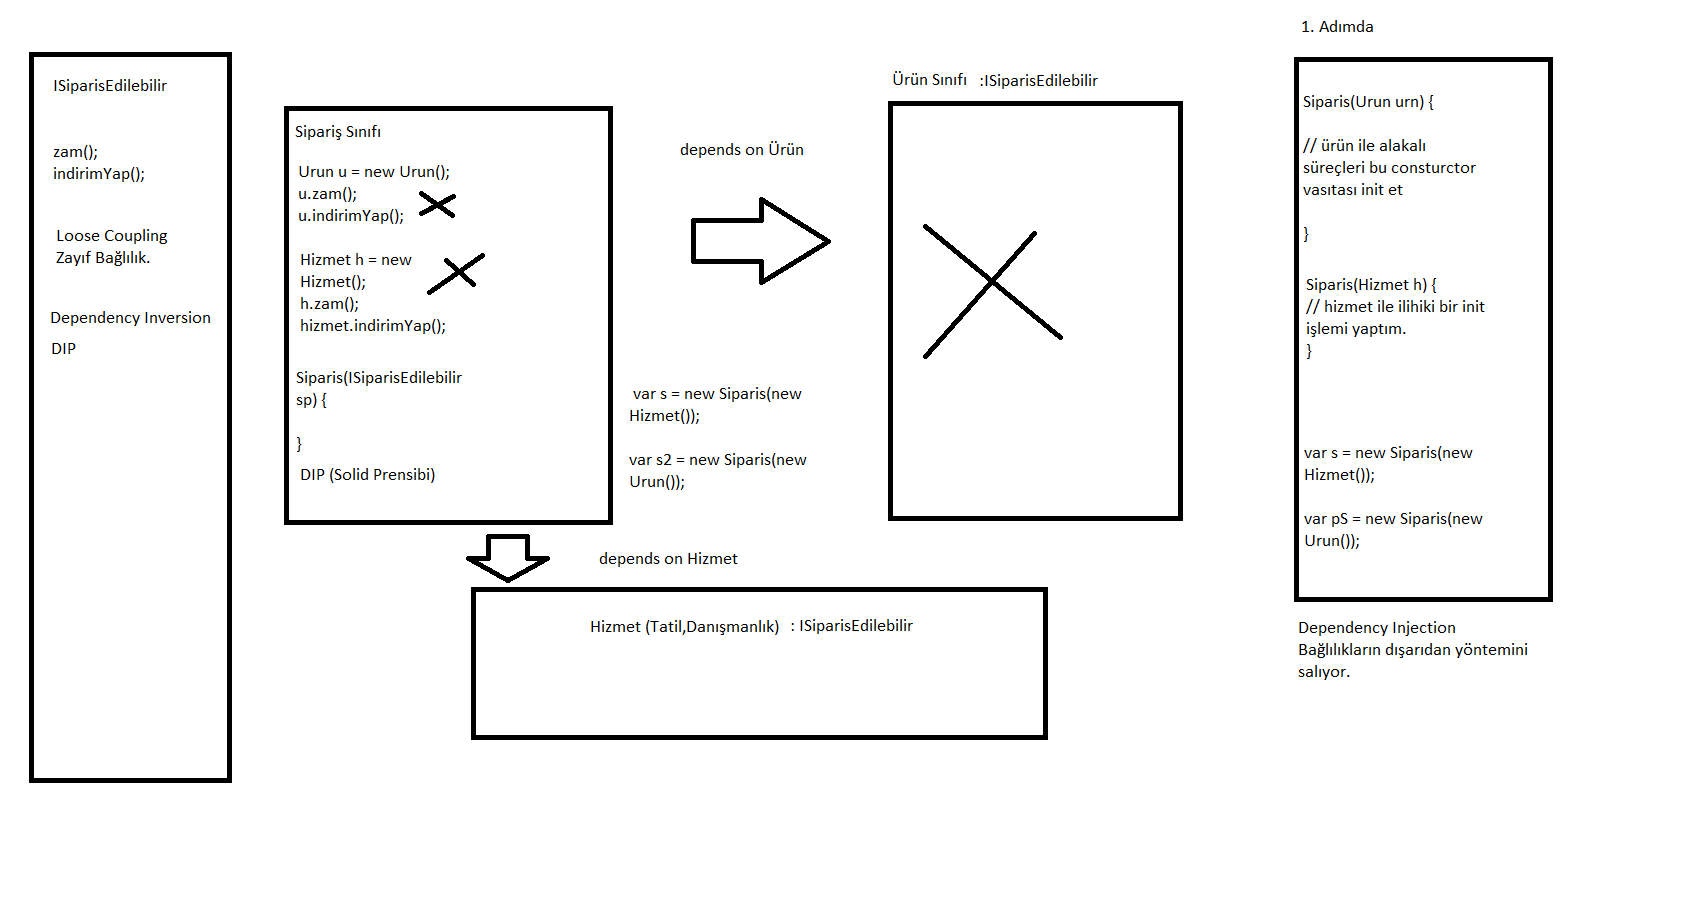 ISiparisEdilebilir
zam();
indirimYap();
Loose Coupling
Zayıf Bağlılık.
Dependency Inversion
DIP
Sipariş Sınıfı
Urun u = new Urun();
u.zam();
u.indirimYap();
Hizmet h = new
Hizmet();
h.zam();
hizmet.indirimYap();
Siparis(ISiparisEdilebilir
sp) {
}
DIP (Solid Prensibi)
depends on Ürün
var s = new Siparis(new
Hizmet());
var s2 = new Siparis(new
Urun());
depends on Hizmet
Hizmet (Tatil,Danışmanlık) : ISiparisEdilebilir
Ürün Sınıfı :ISiparisEdilebilir
1. Adımda
Siparis(Urun urn) {
// ürün ile alakalı
süreçleri bu consturctor
vasıtası init et
}
Siparis(Hizmet h) {
// hizmet ile ilihiki bir init
işlemi yaptım.
}
var s = new Siparis(new
Hizmet());
var pS = new Siparis(new
Urun());
Dependency Injection
Bağlılıkların dışarıdan yöntemini
salıyor.